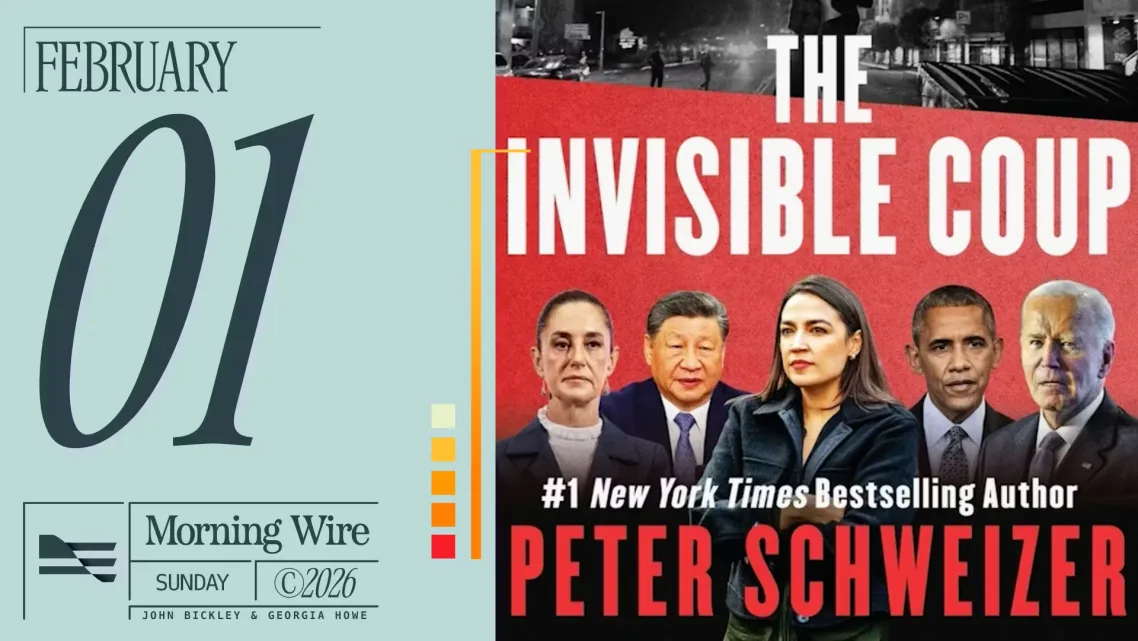 FEBRUARY
01
Morning Wire
SUNDAY
©2026
JOHN BICKLEY & GEORGIA HOWE
THE
INVISIBLE COUP
#1 New York Times Bestselling Author
PETER SCHWEIZER